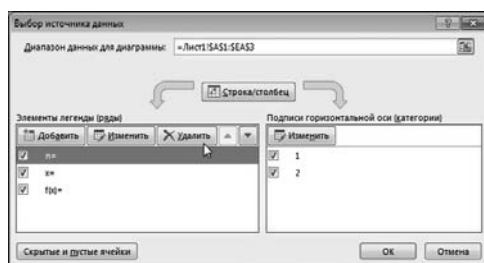 Выбор источника данных
Диапазон данных для диаграммы: =Лист1!$A$1:$EA$3
Строка/столбец
Элементы легенды (ряды)
Добавить Изменить Удалить
n=
x=
f(x)=
Подписи горизонтальной оси (категории)
Изменить
1
2
Скрытые и пустые ячейки
ОК Отмена